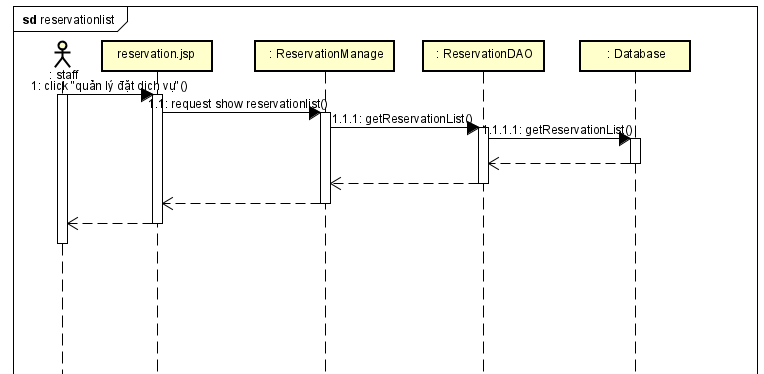 sd reservationlist
: staff
reservation.jsp
: ReservationManage
: ReservationDAO
: Database
1: click "quản lý đặt dịch vụ"()
1.1: request show reservationlist()
1.1.1: getReservationList()
1.1.1.1: getReservationList()